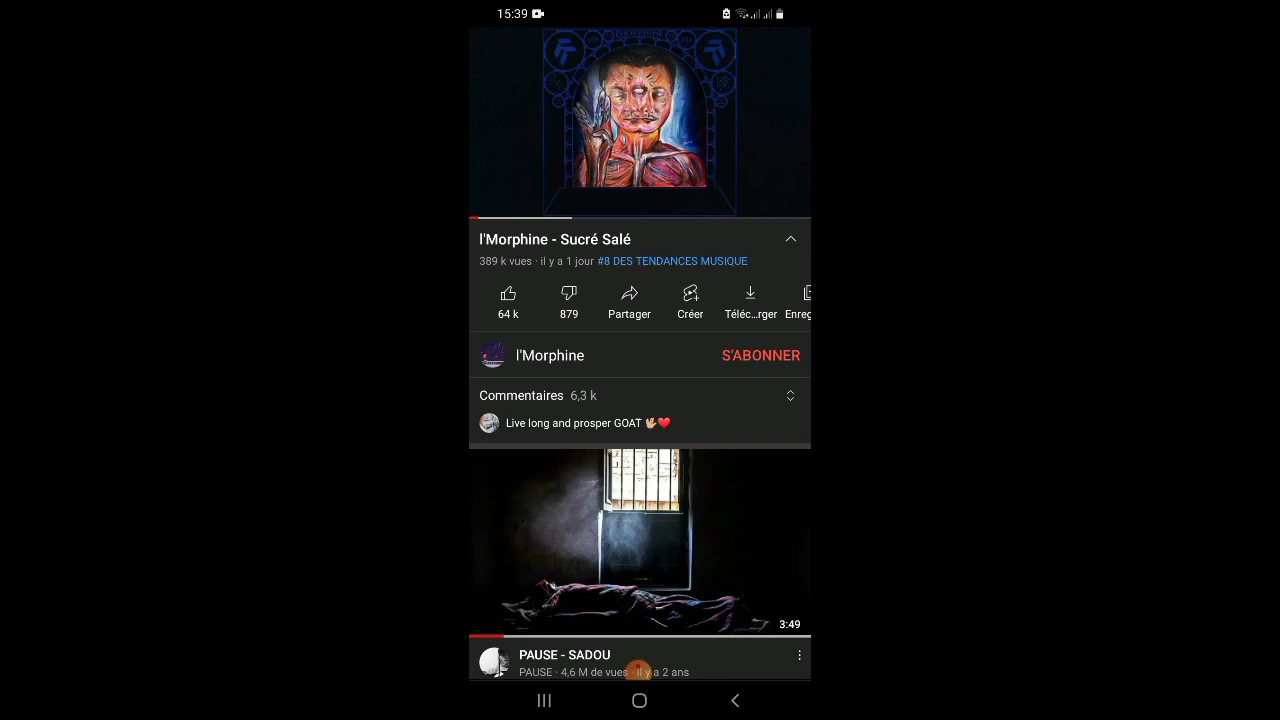 15:39
l'Morphine - Sucré Salé
389 k vues · il y a 1 jour #8 DES TENDANCES MUSIQUE
64 k 879 Partager Créer Téléc...rger Enreg
l'Morphine S'ABONNER
Commentaires 6,3 k
Live long and prosper GOAT 🖖🏼❤️
3:49
PAUSE - SADOU
PAUSE · 4,6 M de vues · il y a 2 ans